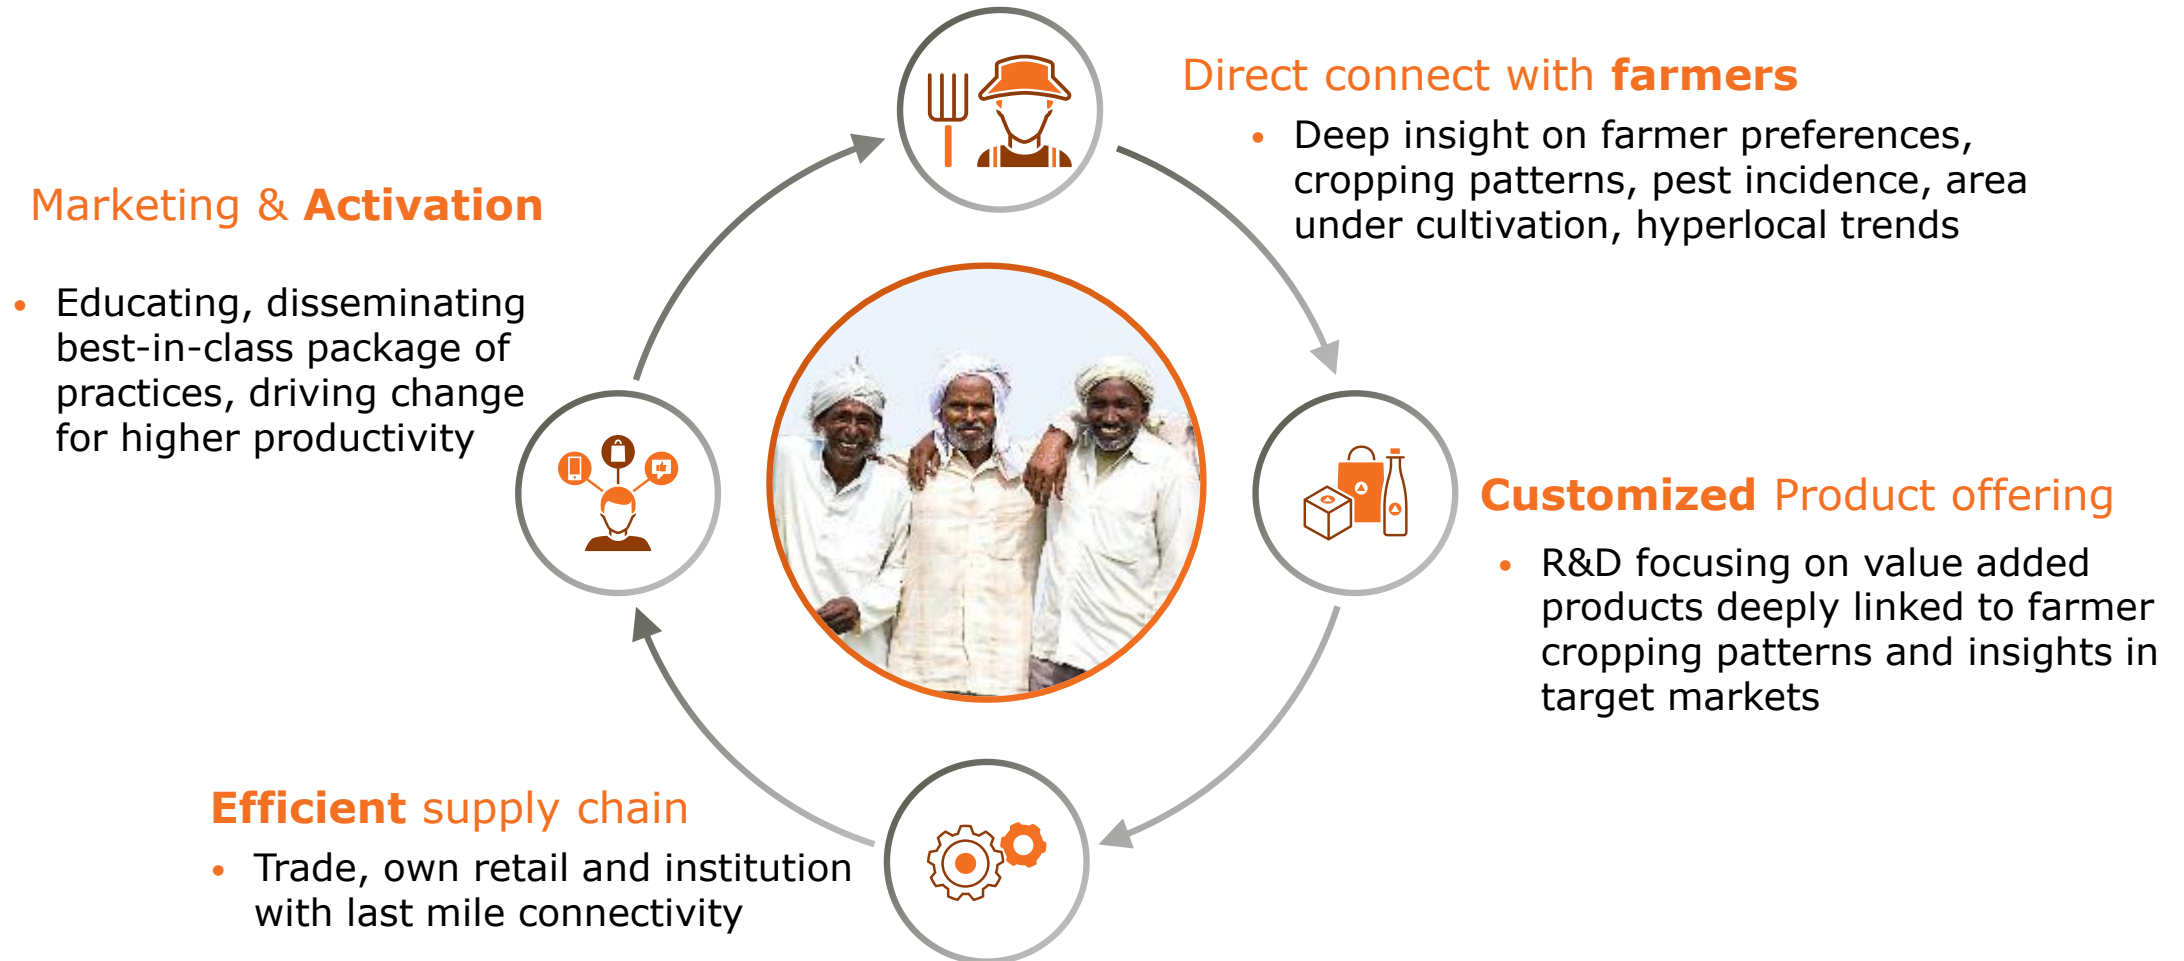 Direct connect with farmers
• Deep insight on farmer preferences,
cropping patterns, pest incidence, area
under cultivation, hyperlocal trends
Customized Product offering
• R&D focusing on value added
products deeply linked to farmer
cropping patterns and insights in
target markets
Efficient supply chain
• Trade, own retail and institution
with last mile connectivity
Marketing & Activation
• Educating, disseminating
best-in-class package of
practices, driving change
for higher productivity